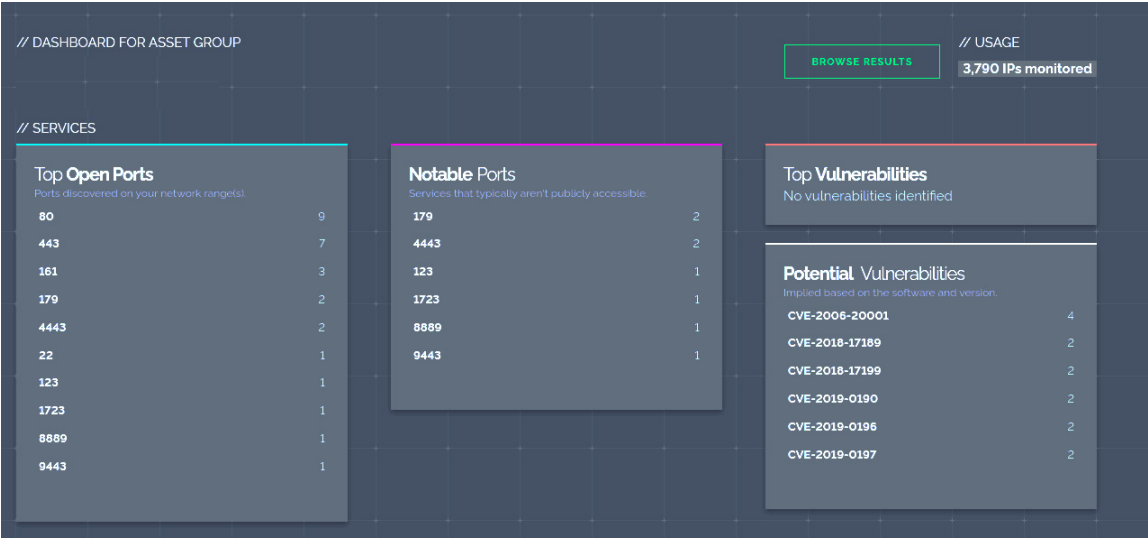 // DASHBOARD FOR ASSET GROUP
BROWSE RESULTS
// USAGE
3,790 IPs monitored
// SERVICES
Top Open Ports
Ports discovered on your network range(s).
80 9
443 7
161 3
179 2
4443 2
22 1
123 1
1723 1
8889 1
9443 1
Notable Ports
Services that typically aren't publicly accessible.
179 2
4443 2
123 1
1723 1
8889 1
9443 1
Top Vulnerabilities
No vulnerabilities identified
Potential Vulnerabilities
Implied based on the software and version.
CVE-2006-20001 4
CVE-2018-17189 2
CVE-2018-17199 2
CVE-2019-0190 2
CVE-2019-0196 2
CVE-2019-0197 2